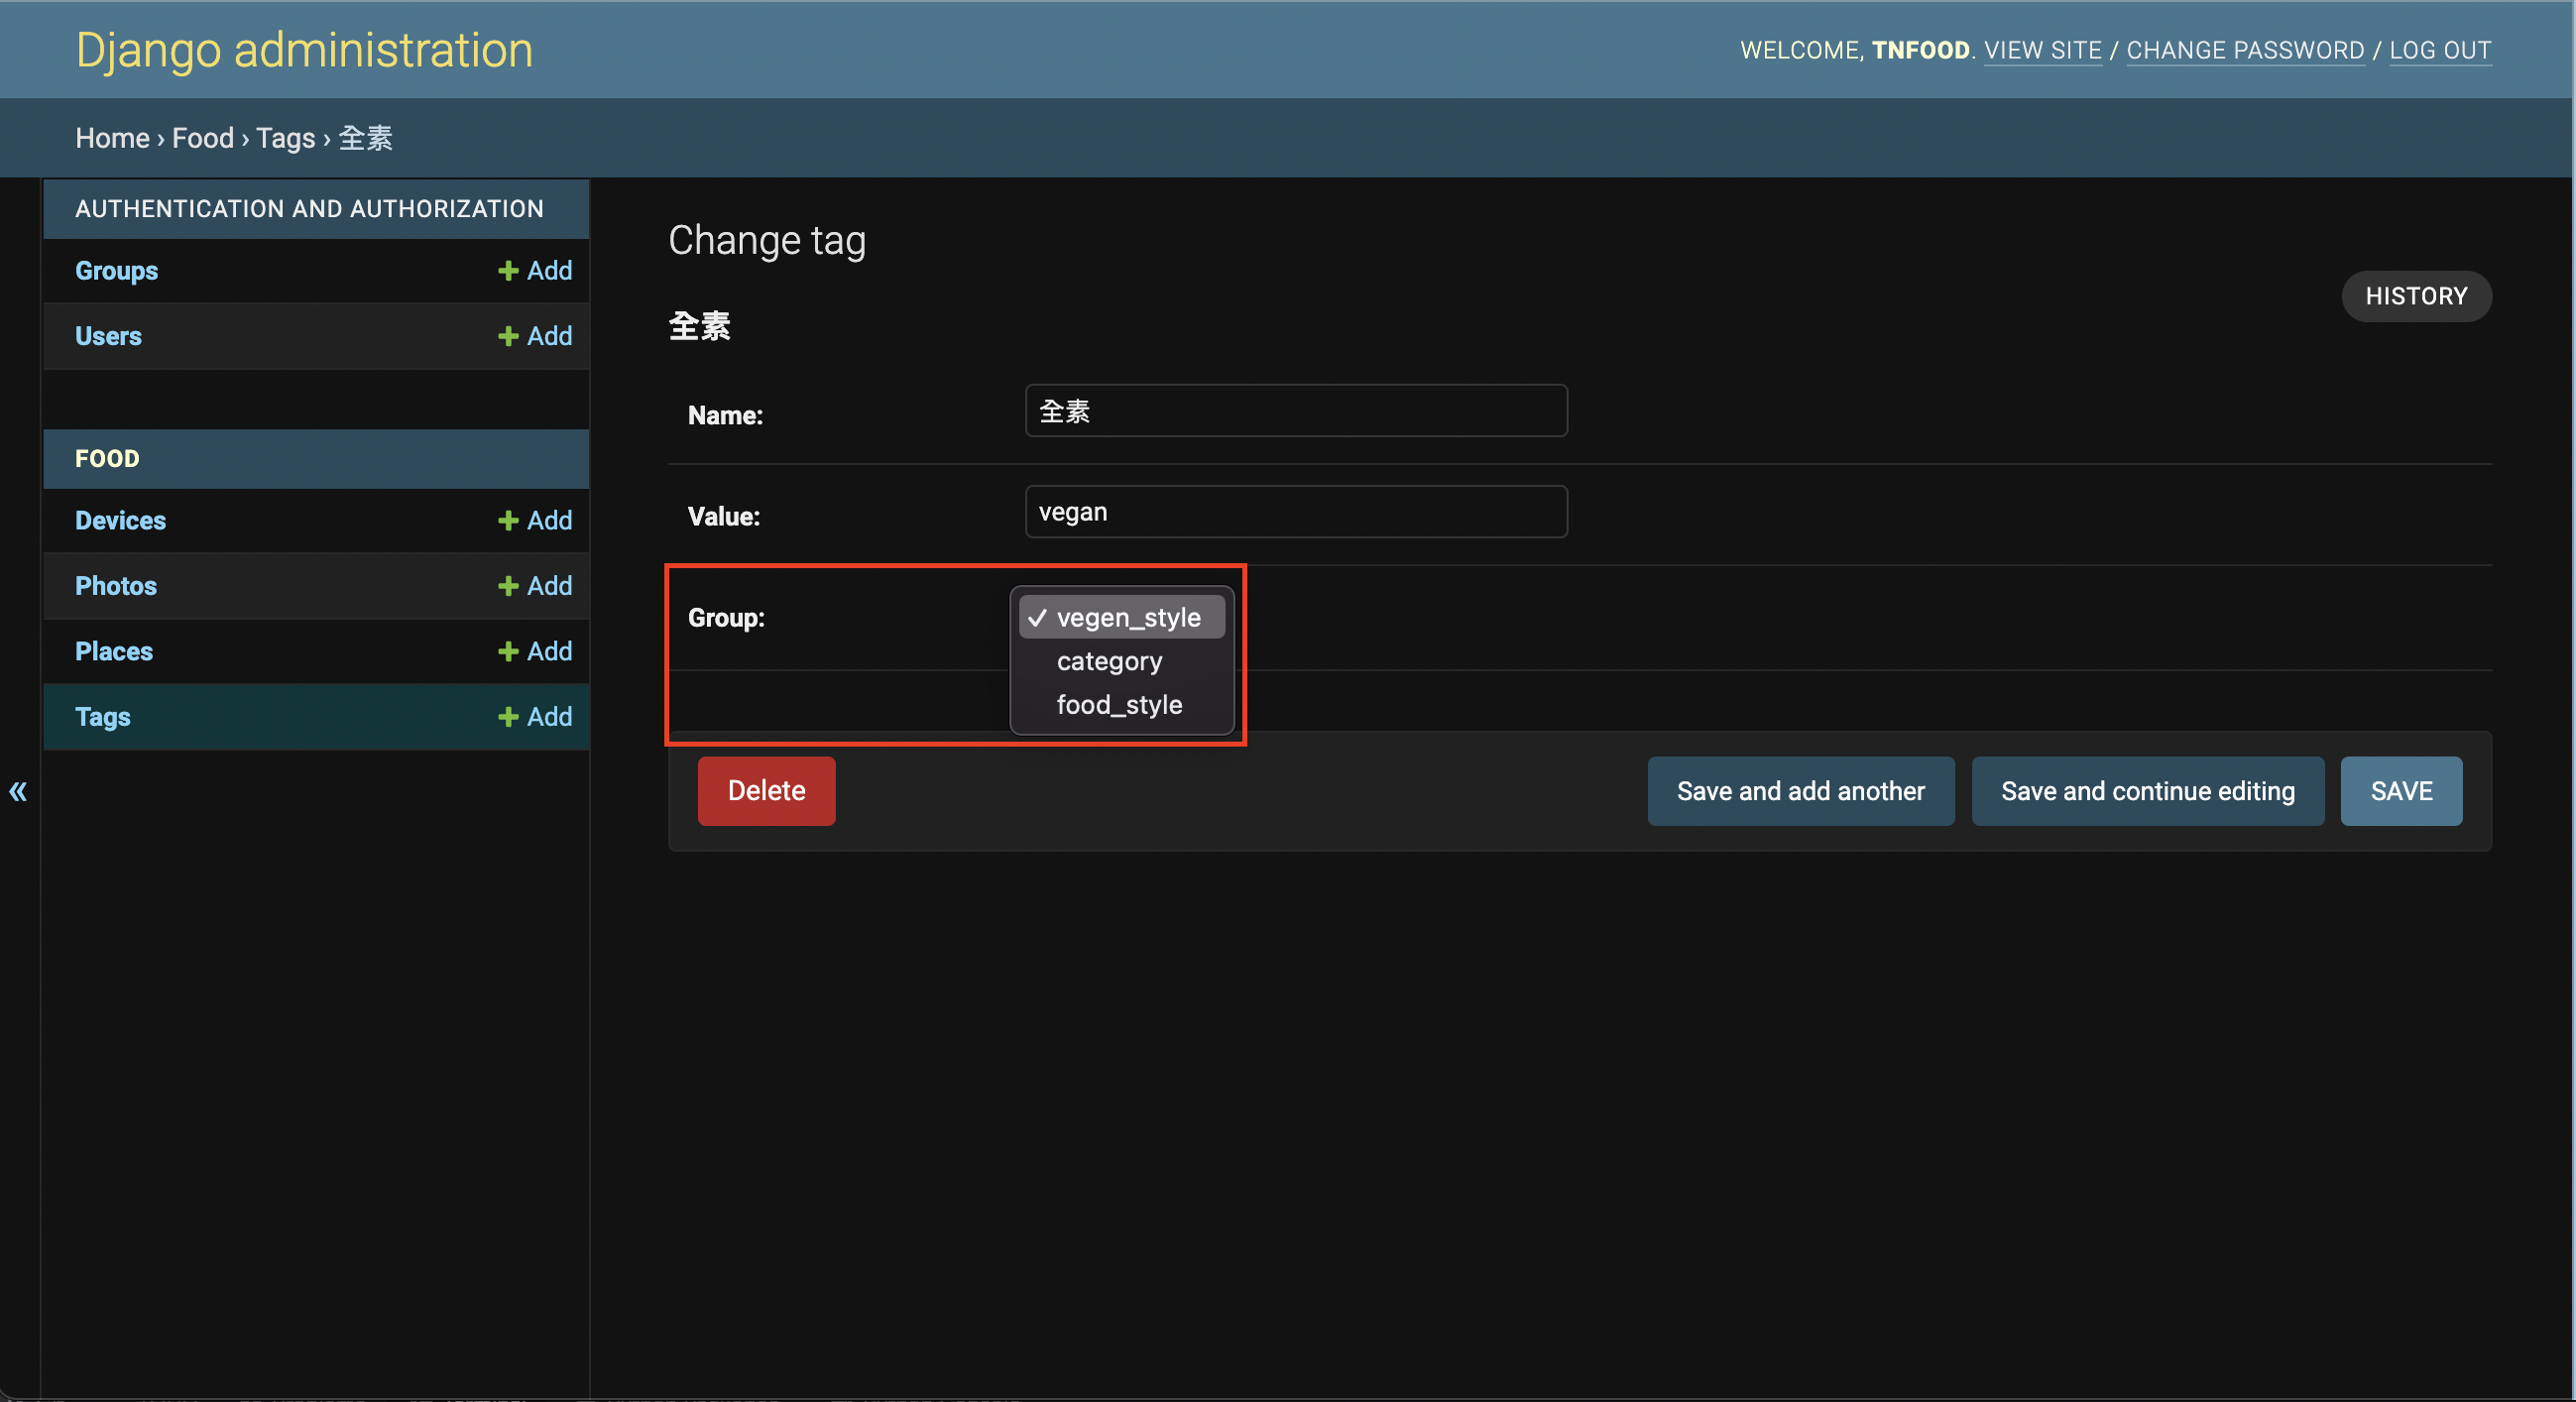 Django administration
WELCOME, TNFOOD. VIEW SITE / CHANGE PASSWORD / LOG OUT
Home › Food › Tags › 全素
AUTHENTICATION AND AUTHORIZATION
Groups + Add
Users + Add
FOOD
Devices + Add
Photos + Add
Places + Add
Tags + Add
«
Change tag
HISTORY
全素
Name: 全素
Value: vegan
Group: ✓ vegen_style
category
food_style
Delete
Save and add another
Save and continue editing
SAVE